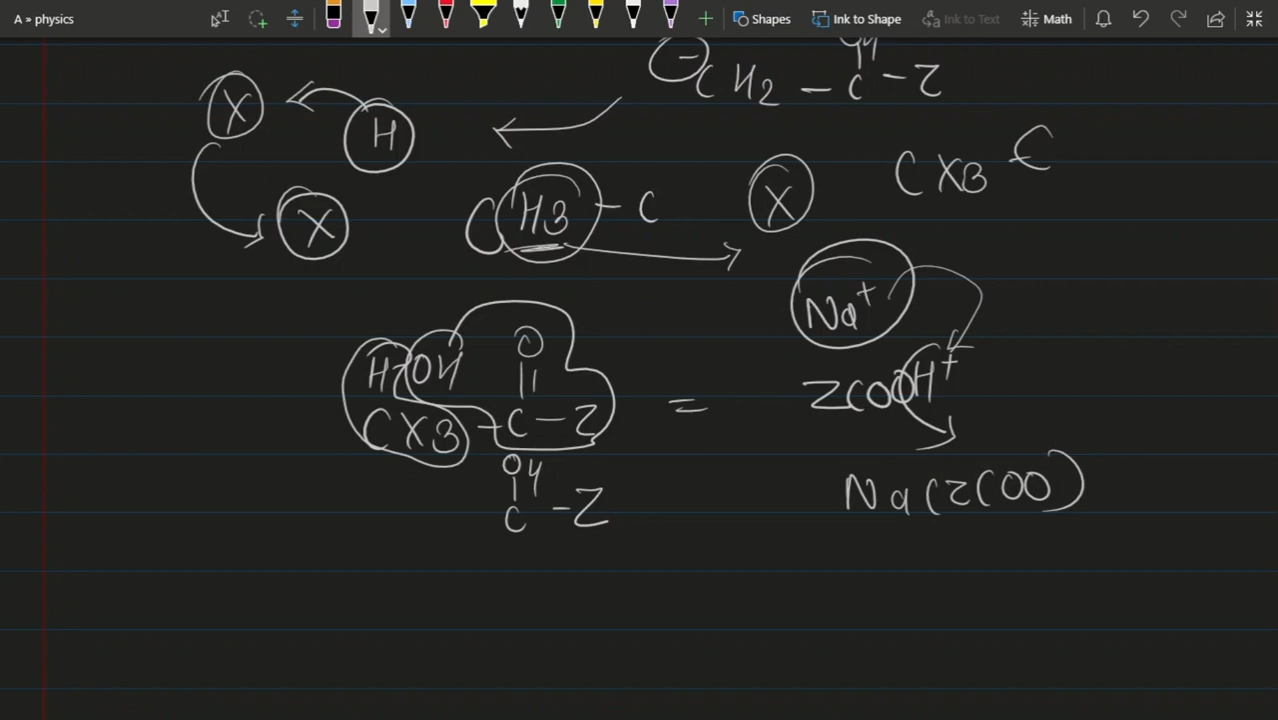 A » physics
Shapes Ink to Shape Ink to Text Math
CH2 - C - Z
X H
CX3
X CH3 - C X
Na+
H OH O
CX3 - C - Z = ZCOOH+
OH
C - Z Na(ZCOO)